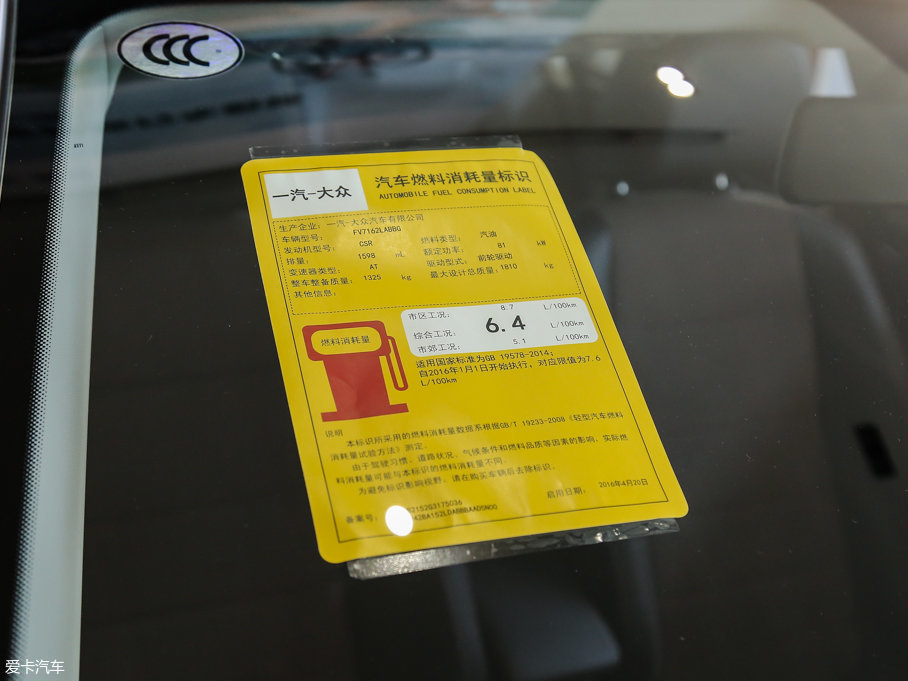 CCC
一汽-大众
汽车燃料消耗量标识
AUTOMOBILE FUEL CONSUMPTION LABEL
生产企业: 一汽-大众汽车有限公司
车辆型号: FV7162LABBG
发动机型号: CSR 燃料类型: 汽油
排量: 1598 mL 额定功率: 81 kW
变速器类型: AT 驱动型式: 前轮驱动
整车整备质量: 1325 kg 最大设计总质量: 1810 kg
其他信息:
燃料消耗量
市区工况: 8.7 L/100km
综合工况: 6.4 L/100km
市郊工况: 5.1 L/100km
适用国家标准为GB 19578-2014;
自2016年1月1日开始执行, 对应限值为7.6
L/100km
说明
本标识所采用的燃料消耗量数据系根据GB/T 19233-2008《轻型汽车燃料
消耗量试验方法》测定。
由于驾驶习惯、道路状况、气候条件和燃料品质等因素的影响, 实际燃
料消耗量可能与本标识的燃料消耗量不同。
为避免标识影响视野, 请在购买车辆后去除标识。
备案号:
启用日期: 2016年4月20日
爱卡汽车